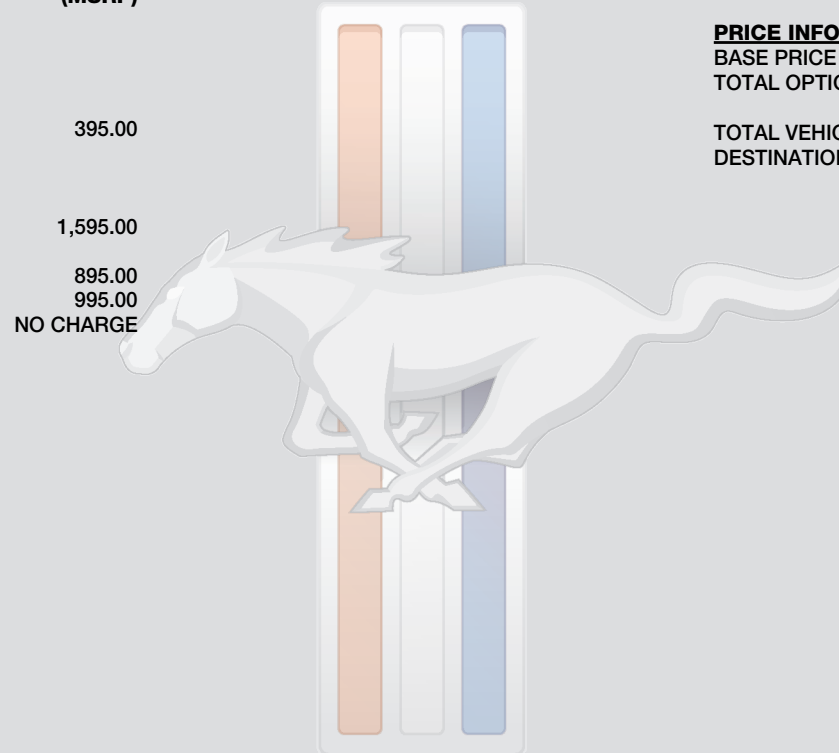 (MSRP)
395.00
1,595.00
895.00
995.00
NO CHARGE
PRICE INFO
BASE PRICE
TOTAL OPTIO
TOTAL VEHIC
DESTINATION